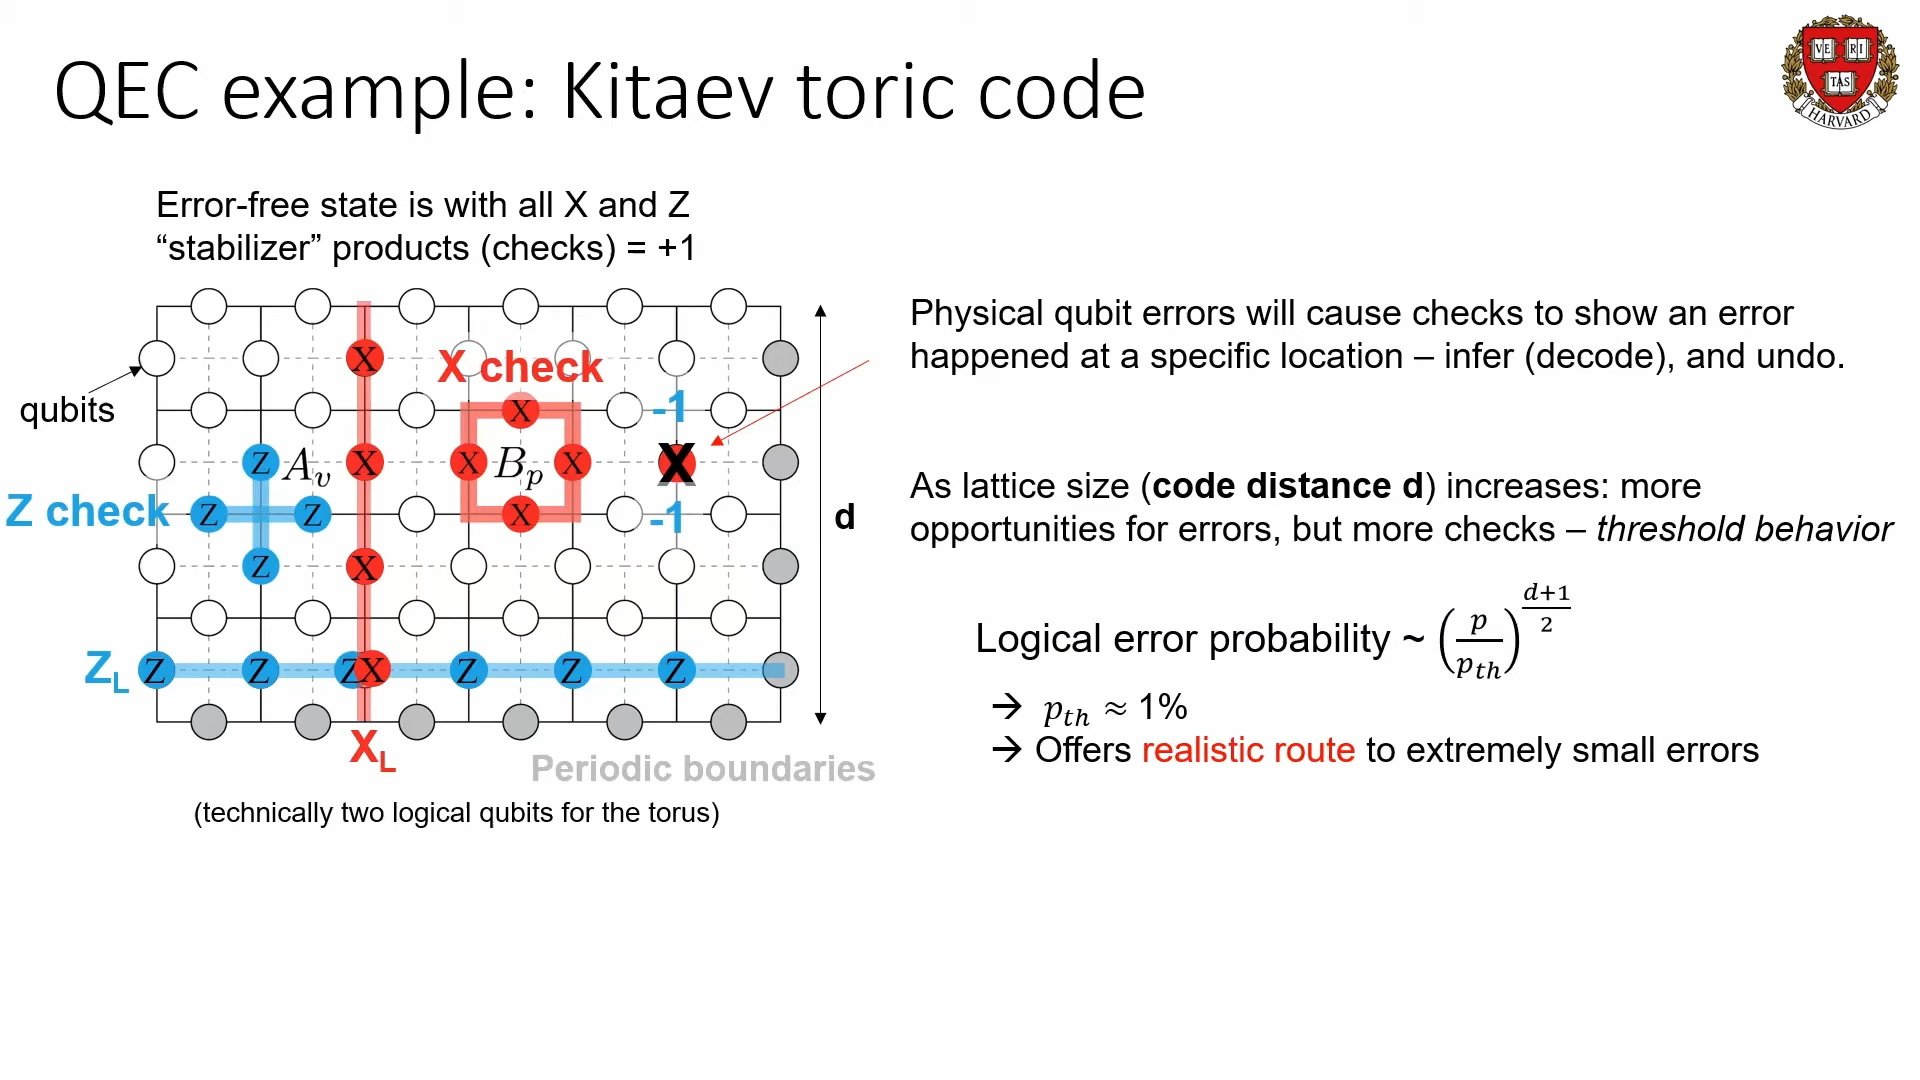 QEC example: Kitaev toric code
VE RI
TAS
HARVARD
Error-free state is with all X and Z
“stabilizer” products (checks) = +1
qubits
X
X check
X
-1
Z
A_v
X
X
B_p
X
X
Z check
Z
Z
X
-1
d
Z
X
Z_L
Z
Z
Z
X
Z
Z
Z
X_L
Periodic boundaries
(technically two logical qubits for the torus)
Physical qubit errors will cause checks to show an error
happened at a specific location – infer (decode), and undo.
As lattice size (code distance d) increases: more
opportunities for errors, but more checks – threshold behavior
Logical error probability ~ (p/p_th)^((d+1)/2)
→ p_th ≈ 1%
→ Offers realistic route to extremely small errors